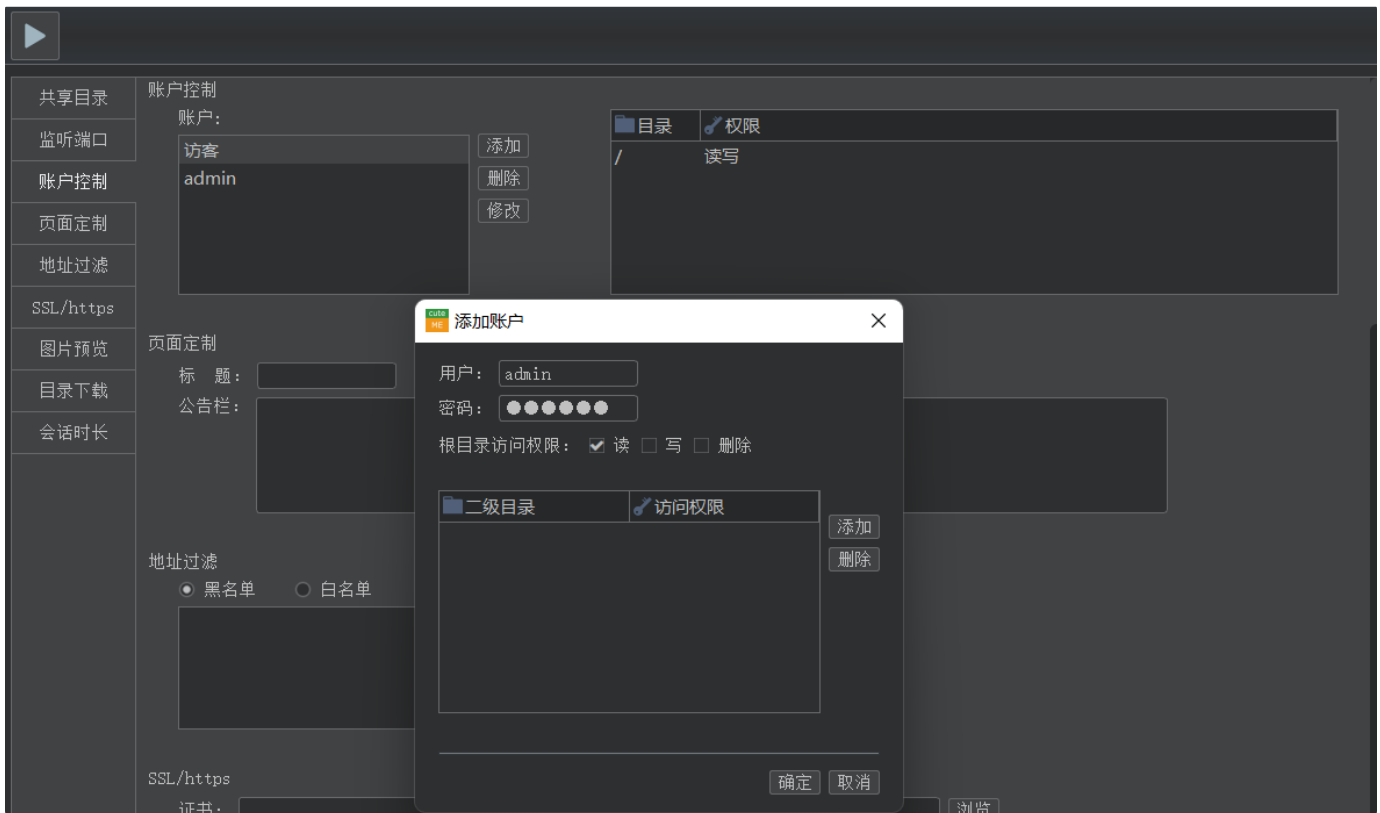 共享目录
监听端口
账户控制
页面定制
地址过滤
SSL/https
图片预览
目录下载
会话时长
账户控制
账户：
访客
admin
添加
删除
修改
目录 权限
/ 读写
页面定制
标 题：
公告栏：
地址过滤
黑名单 白名单
SSL/https
证书：
浏览
cute
ME
添加账户
用户： admin
密码： ●●●●●●
根目录访问权限： 读 写 删除
二级目录 访问权限
添加
删除
确定 取消